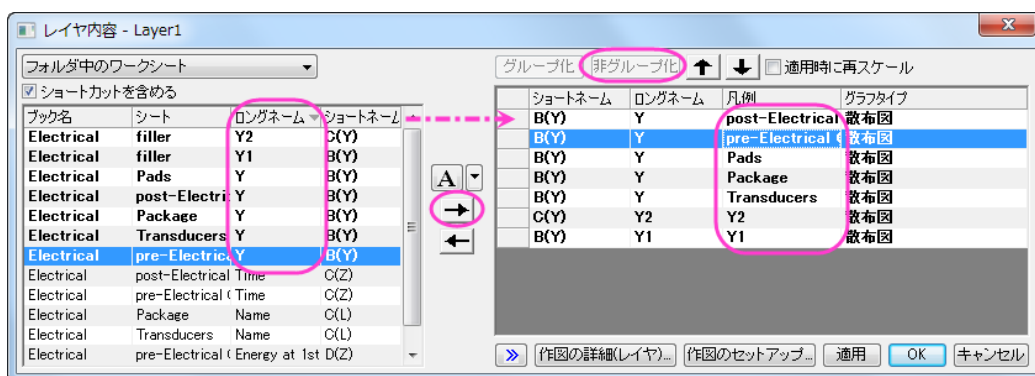 レイヤ内容 - Layer1
フォルダ中のワークシート
ショートカットを含める
ブック名 シート ロングネーム ショートネーム
Electrical filler Y2 C(Y)
Electrical filler Y1 B(Y)
Electrical Pads Y B(Y)
Electrical post-Electri Y B(Y)
Electrical Package Y B(Y)
Electrical Transducers Y B(Y)
Electrical pre-Electrica Y B(Y)
Electrical post-Electrical Time C(Z)
Electrical pre-Electrical ( Time C(Z)
Electrical Package Name C(L)
Electrical Transducers Name C(L)
Electrical pre-Electrical ( Energy at 1st D(Z)
A
グループ化 非グループ化 適用時に再スケール
ショートネーム ロングネーム 凡例 グラフタイプ
B(Y) Y post-Electrical 散布図
B(Y) Y pre-Electrical 散布図
B(Y) Y Pads 散布図
B(Y) Y Package 散布図
B(Y) Y Transducers 散布図
C(Y) Y2 Y2 散布図
B(Y) Y1 Y1 散布図
作図の詳細(レイヤ)... 作図のセットアップ... 適用 OK キャンセル